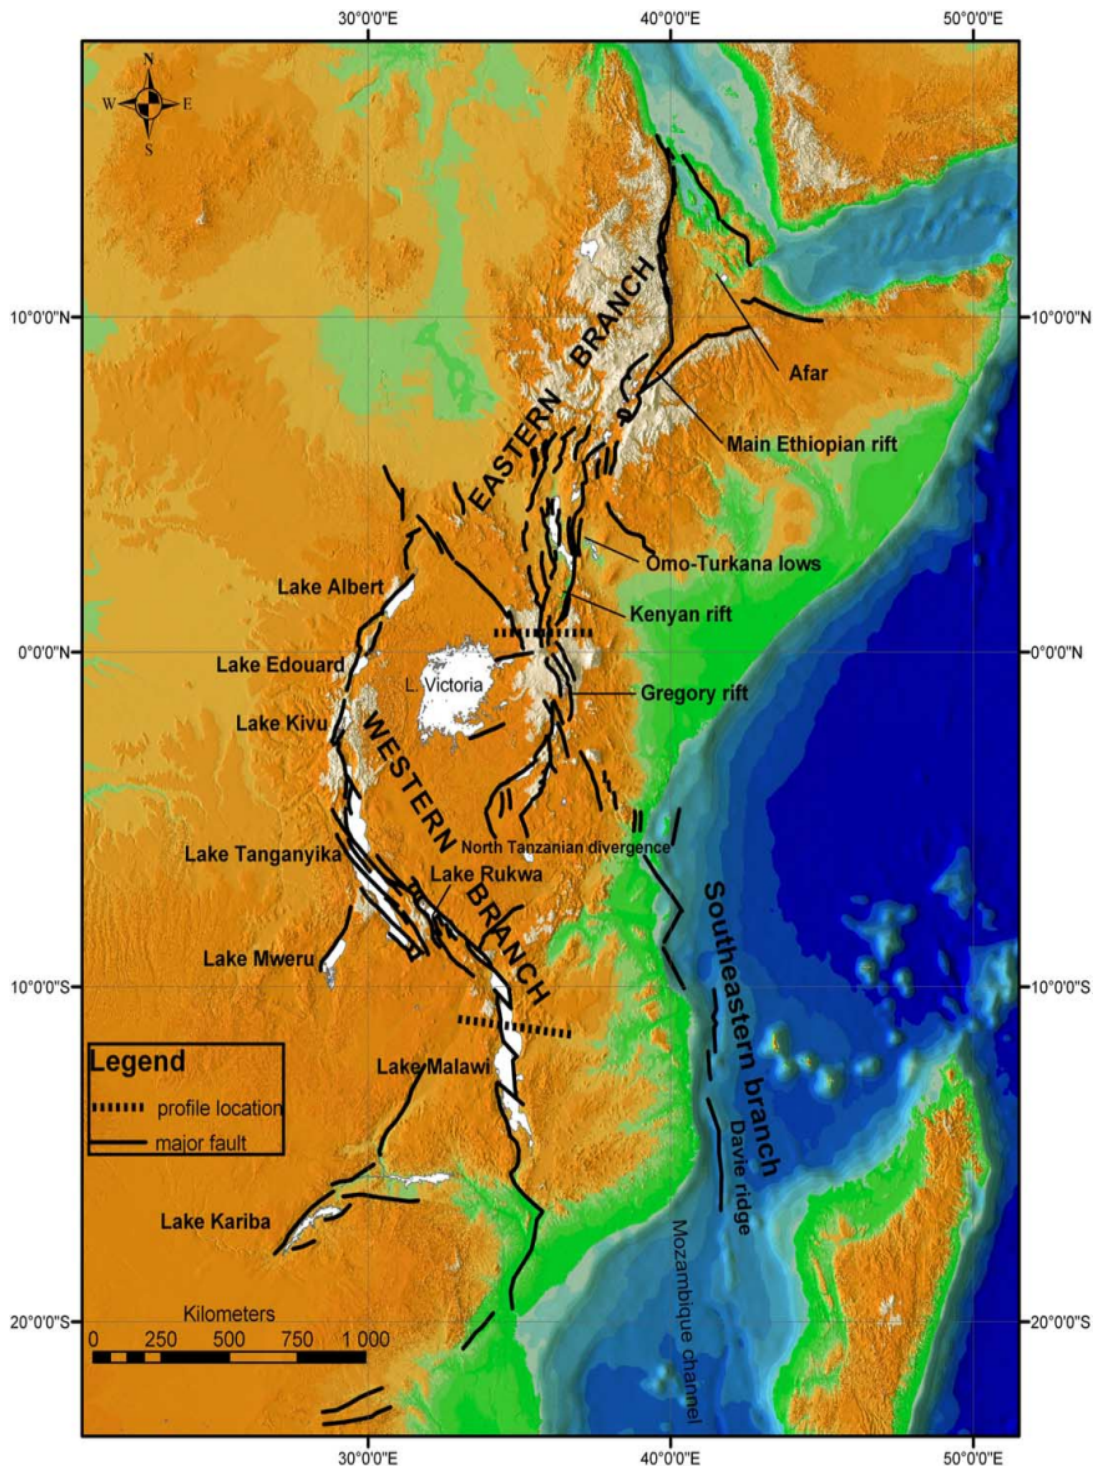 30°0'0"E
40°0'0"E
50°0'0"E
N
W
E
S
EASTERN BRANCH
10°0'0"N
10°0'0"N
Afar
Main Ethiopian rift
Omo-Turkana lows
Lake Albert
Kenyan rift
0°0'0"N
0°0'0"N
Lake Edouard
L. Victoria
Gregory rift
Lake Kivu
WESTERN BRANCH
North Tanzanian divergence
Lake Tanganyika
Lake Rukwa
Southeastern branch
Lake Mweru
10°0'0"S
10°0'0"S
Legend
profile location
major fault
Lake Malawi
Davie ridge
Lake Kariba
Mozambique channel
Kilometers
0 250 500 750 1 000
20°0'0"S
20°0'0"S
30°0'0"E
40°0'0"E
50°0'0"E